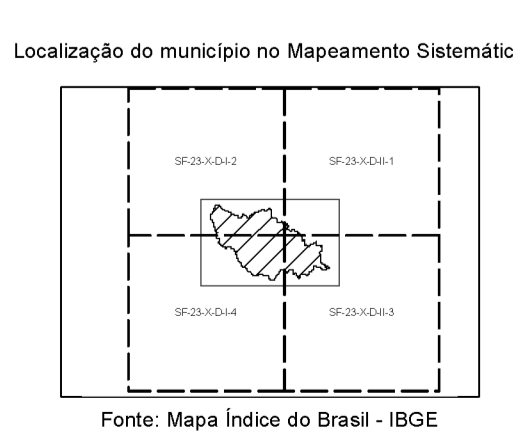 Localização do município no Mapeamento Sistemátic
SF-23-X-D-I-2
SF-23-X-D-II-1
SF-23-X-D-I-4
SF-23-X-D-II-3
Fonte: Mapa Índice do Brasil - IBGE